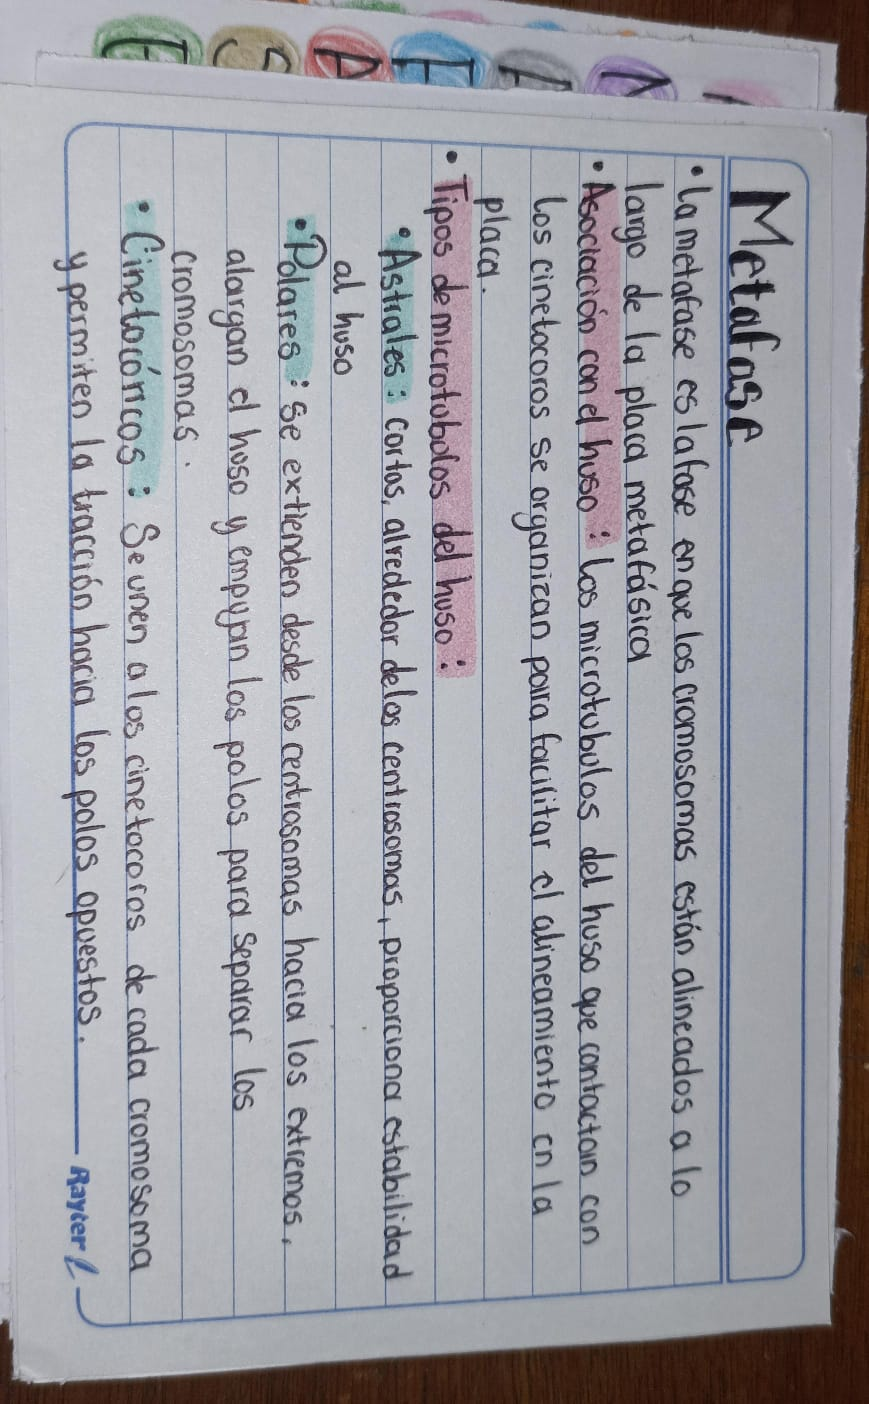 Metafase
• La metafase es la fase en que los cromosomas están alineados a lo
largo de la placa metafásica
• Asociación con el huso: Los microtubulos del huso que contactan con
los cinetocoros se organizan para facilitar el alineamiento en la
placa.
• Tipos de microtubolos del huso:
• Astrales: cortos, alrededor de los centrosomas, proporciona estabilidad
al huso
• Polares: se extienden desde los centrosomas hacia los extremos,
alargan el huso y empujan los polos para separar los
cromosomas.
• Cinetocóricos: Se unen a los cinetocoros de cada cromosoma
y permiten la tracción hacia los polos opuestos.
Rayter